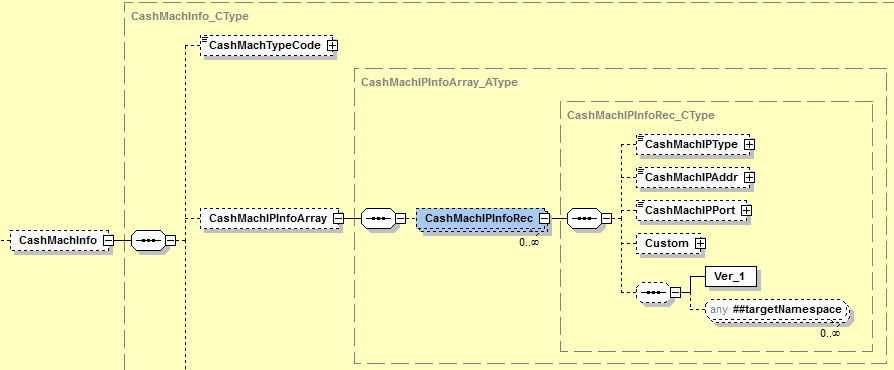 CashMachInfo_CType
CashMachTypeCode
CashMachIPInfoArray_AType
CashMachIPInfoRec_CType
CashMachIPType
CashMachIPAddr
CashMachIPPort
CashMachIPInfoArray
CashMachIPInfoRec
0..∞
CashMachInfo
Custom
Ver_1
any ##targetNamespace
0..∞